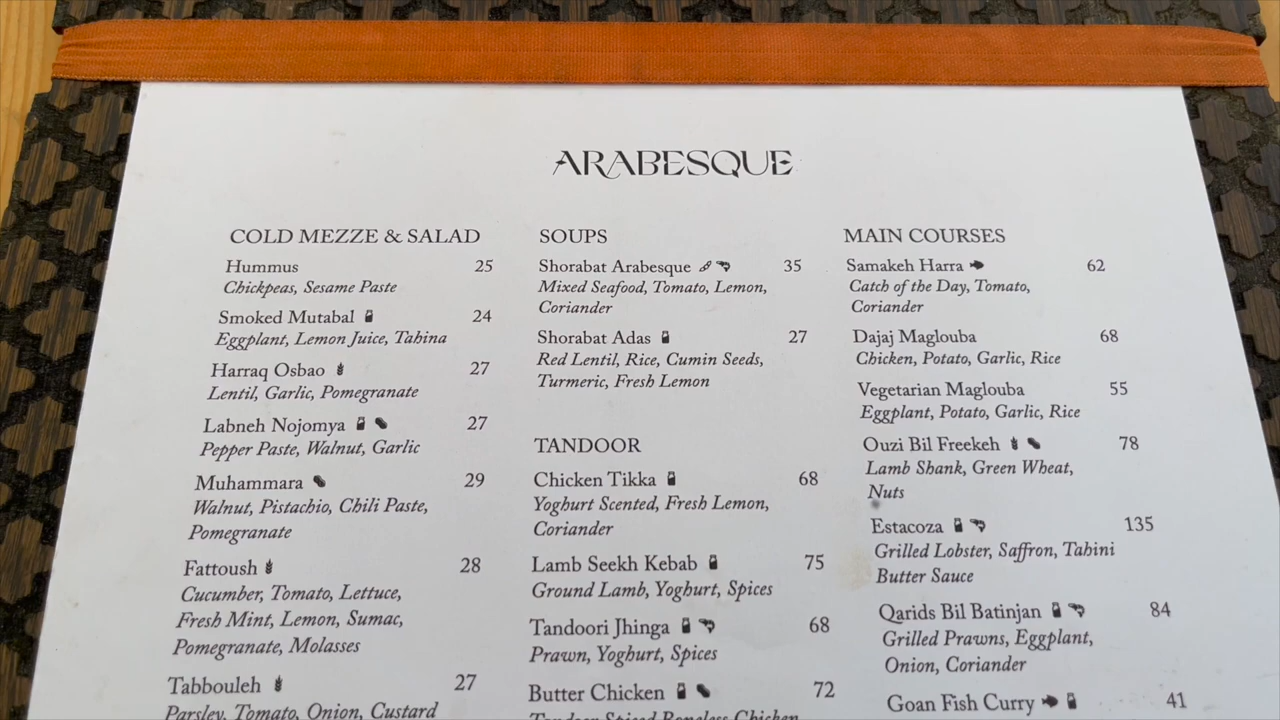 ARABESQUE
COLD MEZZE & SALAD
Hummus 25
Chickpeas, Sesame Paste
Smoked Mutabal 24
Eggplant, Lemon Juice, Tahina
Harraq Osbao 27
Lentil, Garlic, Pomegranate
Labneh Nojomya 27
Pepper Paste, Walnut, Garlic
Muhammara 29
Walnut, Pistachio, Chili Paste,
Pomegranate
Fattoush 28
Cucumber, Tomato, Lettuce,
Fresh Mint, Lemon, Sumac,
Pomegranate, Molasses
Tabbouleh 27
Parsley, Tomato, Onion, Custard
SOUPS
Shorabat Arabesque 35
Mixed Seafood, Tomato, Lemon,
Coriander
Shorabat Adas 27
Red Lentil, Rice, Cumin Seeds,
Turmeric, Fresh Lemon
TANDOOR
Chicken Tikka 68
Yoghurt Scented, Fresh Lemon,
Coriander
Lamb Seekh Kebab 75
Ground Lamb, Yoghurt, Spices
Tandoori Jhinga 68
Prawn, Yoghurt, Spices
Butter Chicken 72
Tandoor Spiced Boneless Chicken
MAIN COURSES
Samakeh Harra 62
Catch of the Day, Tomato,
Coriander
Dajaj Maglouba 68
Chicken, Potato, Garlic, Rice
Vegetarian Maglouba 55
Eggplant, Potato, Garlic, Rice
Ouzi Bil Freekeh 78
Lamb Shank, Green Wheat,
Nuts
Estacoza 135
Grilled Lobster, Saffron, Tahini
Butter Sauce
Qarids Bil Batinjan 84
Grilled Prawns, Eggplant,
Onion, Coriander
Goan Fish Curry 41